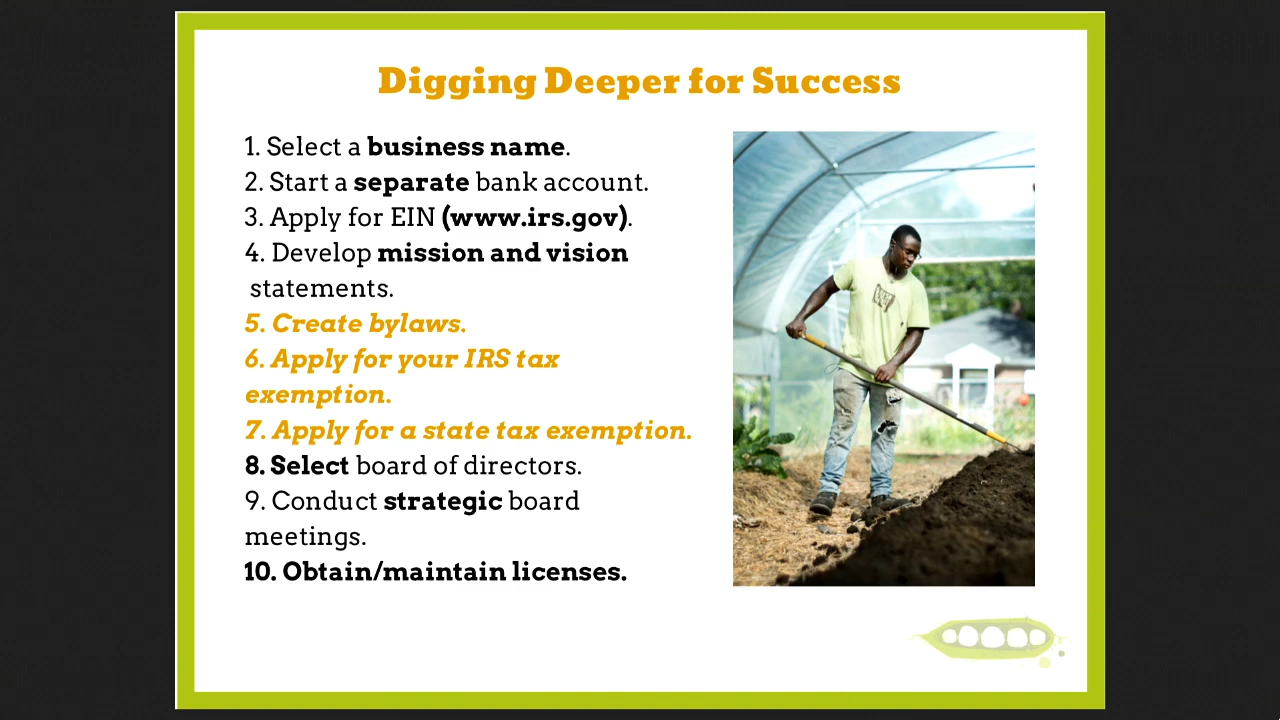 Digging Deeper for Success
1. Select a business name.
2. Start a separate bank account.
3. Apply for EIN (www.irs.gov).
4. Develop mission and vision
statements.
5. Create bylaws.
6. Apply for your IRS tax
exemption.
7. Apply for a state tax exemption.
8. Select board of directors.
9. Conduct strategic board
meetings.
10. Obtain/maintain licenses.